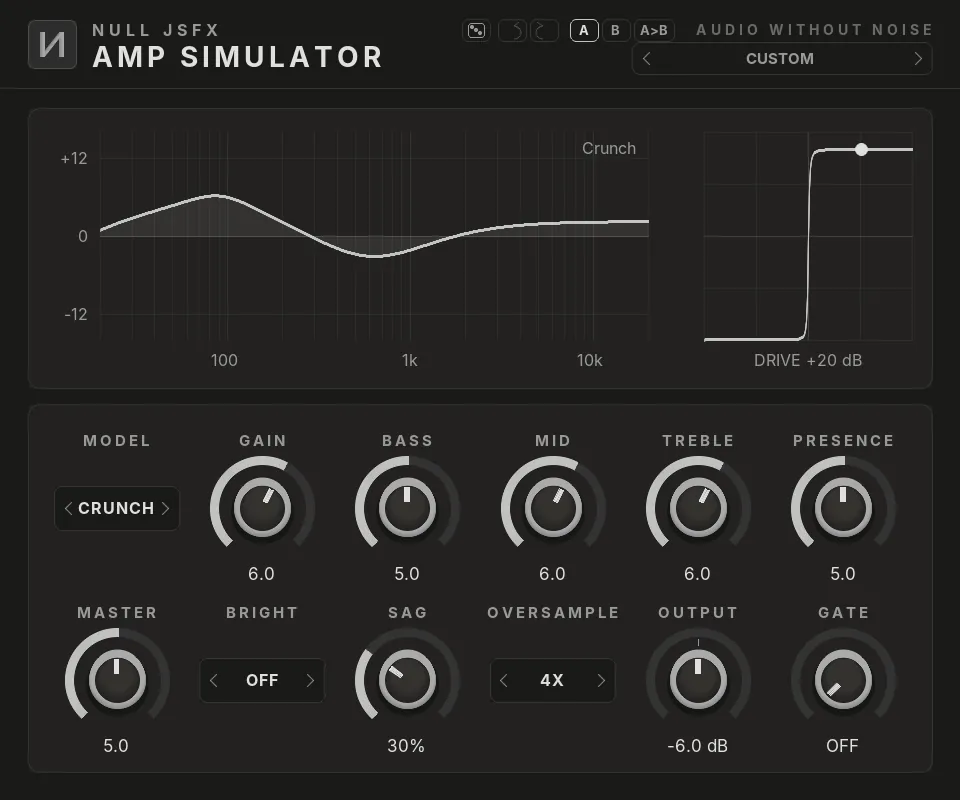 NULL JSFX
AMP SIMULATOR
A B A>B
AUDIO WITHOUT NOISE
CUSTOM
Crunch
+12
0
-12
100 1k 10k
DRIVE +20 dB
MODEL GAIN BASS MID TREBLE PRESENCE
CRUNCH
6.0 5.0 6.0 6.0 5.0
MASTER BRIGHT SAG OVERSAMPLE OUTPUT GATE
OFF 4X
5.0 30% -6.0 dB OFF